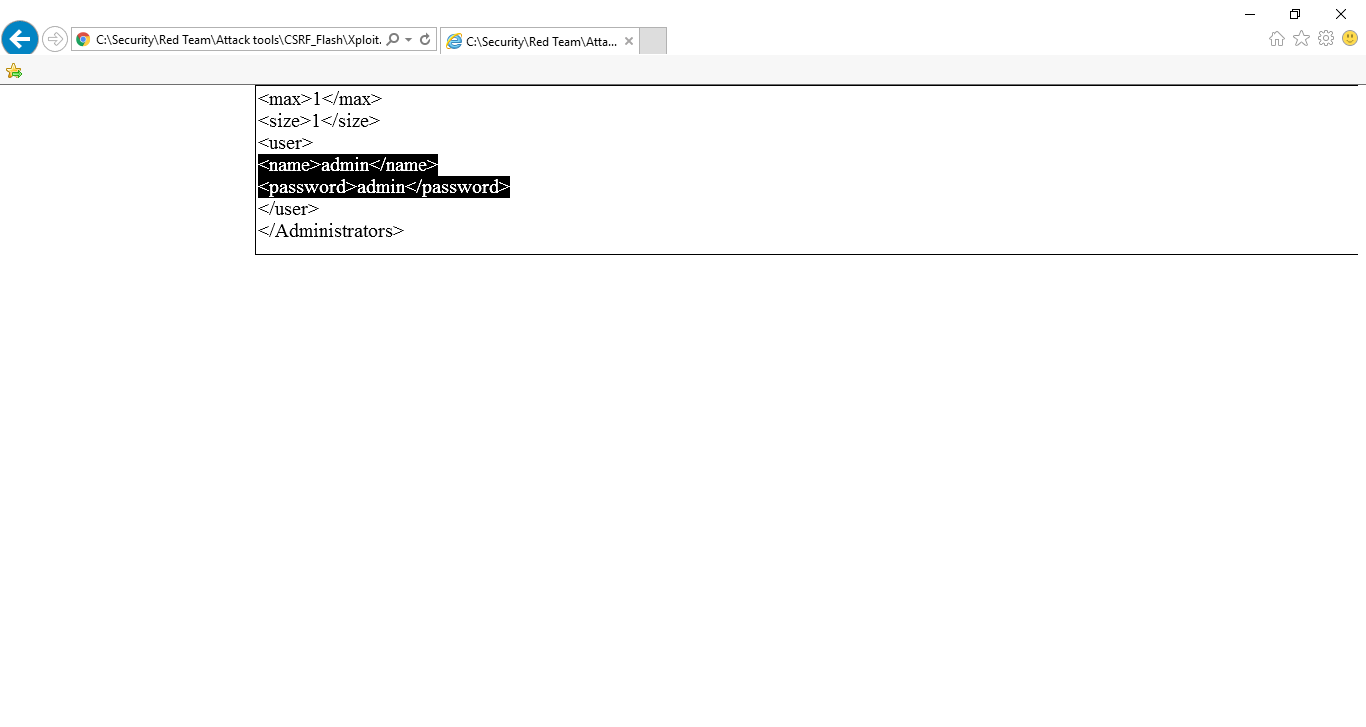 C:\Security\Red Team\Attack tools\CSRF_Flash\Xploit.
C:\Security\Red Team\Atta...
<max>1</max>
<size>1</size>
<user>
<name>admin</name>
<password>admin</password>
</user>
</Administrators>